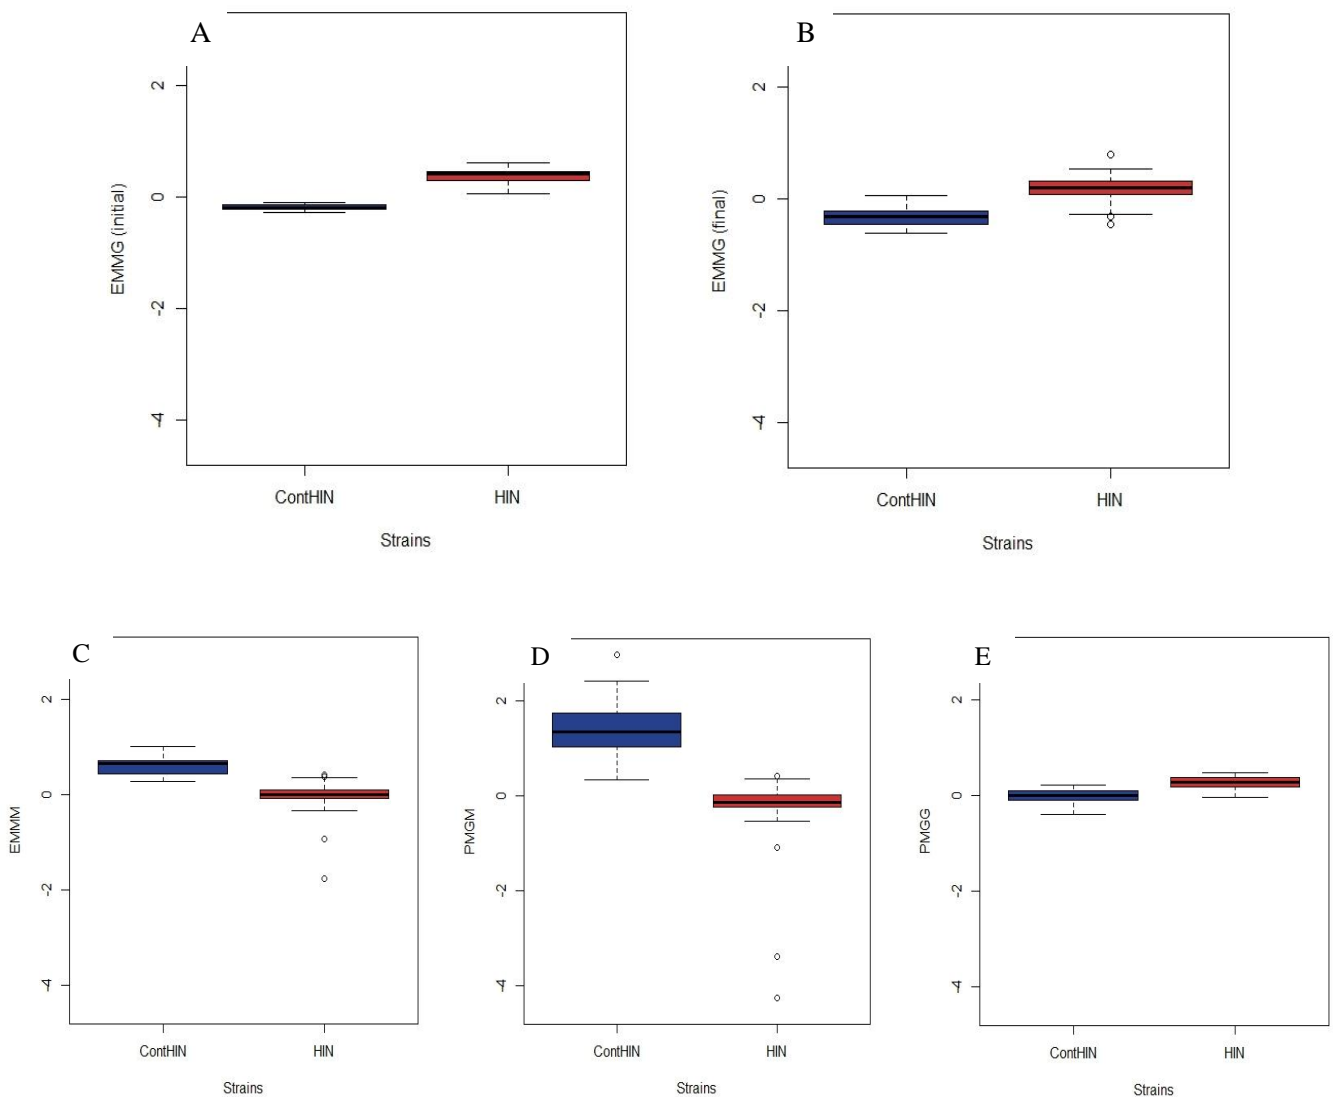 A
EMMG (initial)
2
0
-2
-4
ContHIN HIN
Strains
B
EMMG (final)
2
0
-2
-4
ContHIN HIN
Strains
C
EMMM
2
0
-2
-4
ContHIN HIN
Strains
D
PMGM
2
0
-2
-4
ContHIN HIN
Strains
E
PMGG
2
0
-2
-4
ContHIN HIN
Strains